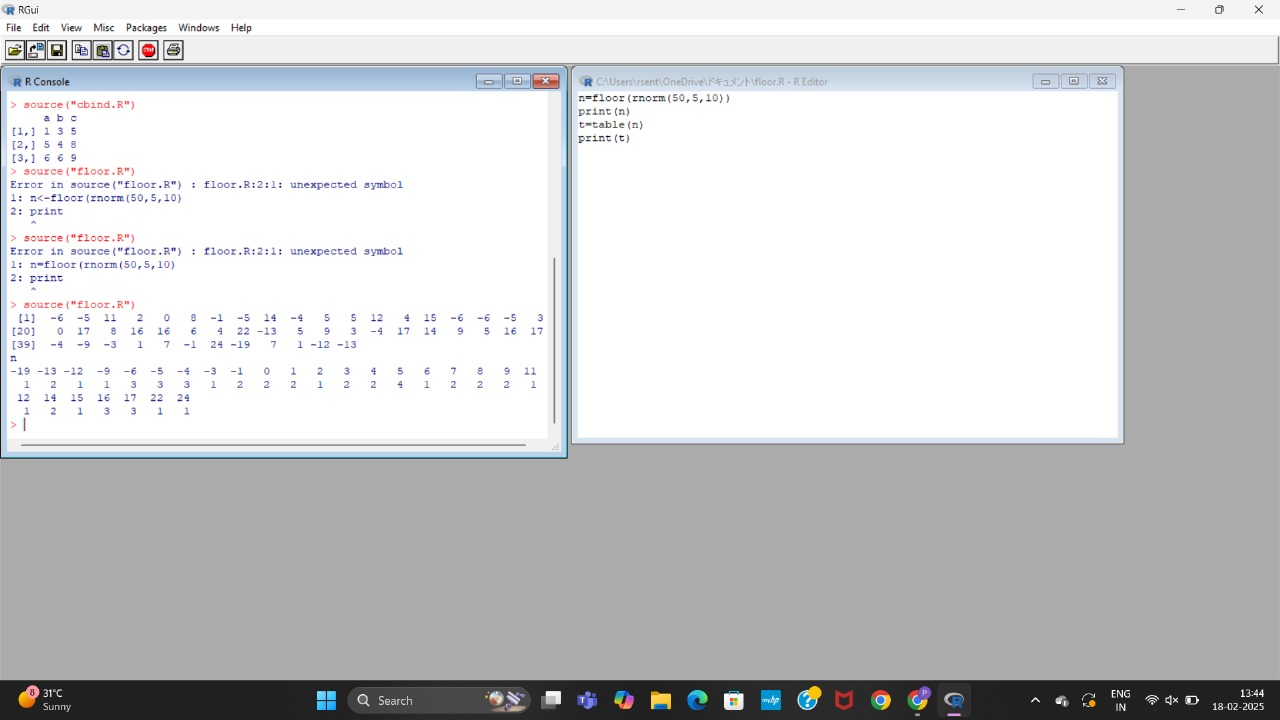 RGui
File Edit View Misc Packages Windows Help
STOP
R Console
> source("cbind.R")
a b c
[1,] 1 3 5
[2,] 5 4 8
[3,] 6 6 9
> source("floor.R")
Error in source("floor.R") : floor.R:2:1: unexpected symbol
1: n<-floor(rnorm(50,5,10)
2: print
^
> source("floor.R")
Error in source("floor.R") : floor.R:2:1: unexpected symbol
1: n=floor(rnorm(50,5,10)
2: print
^
> source("floor.R")
[1] -6 -5 11 2 0 8 -1 -5 14 -4 5 5 12 4 15 -6 -6 -5 3
[20] 0 17 8 16 16 6 4 22 -13 5 9 3 -4 17 14 9 5 16 17
[39] -4 -9 -3 1 7 -1 24 -19 7 1 -12 -13
n
-19 -13 -12 -9 -6 -5 -4 -3 -1 0 1 2 3 4 5 6 7 8 9 11
1 2 1 1 3 3 3 1 2 2 2 1 2 2 4 1 2 2 2 1
12 14 15 16 17 22 24
1 2 1 3 3 1 1
>
C:\Users\rsent\OneDrive\ドキュメント\floor.R - R Editor
n=floor(rnorm(50,5,10))
print(n)
t=table(n)
print(t)
8
31°C
Sunny
Search
myhp
P
ENG
IN
13:44
18-02-2025